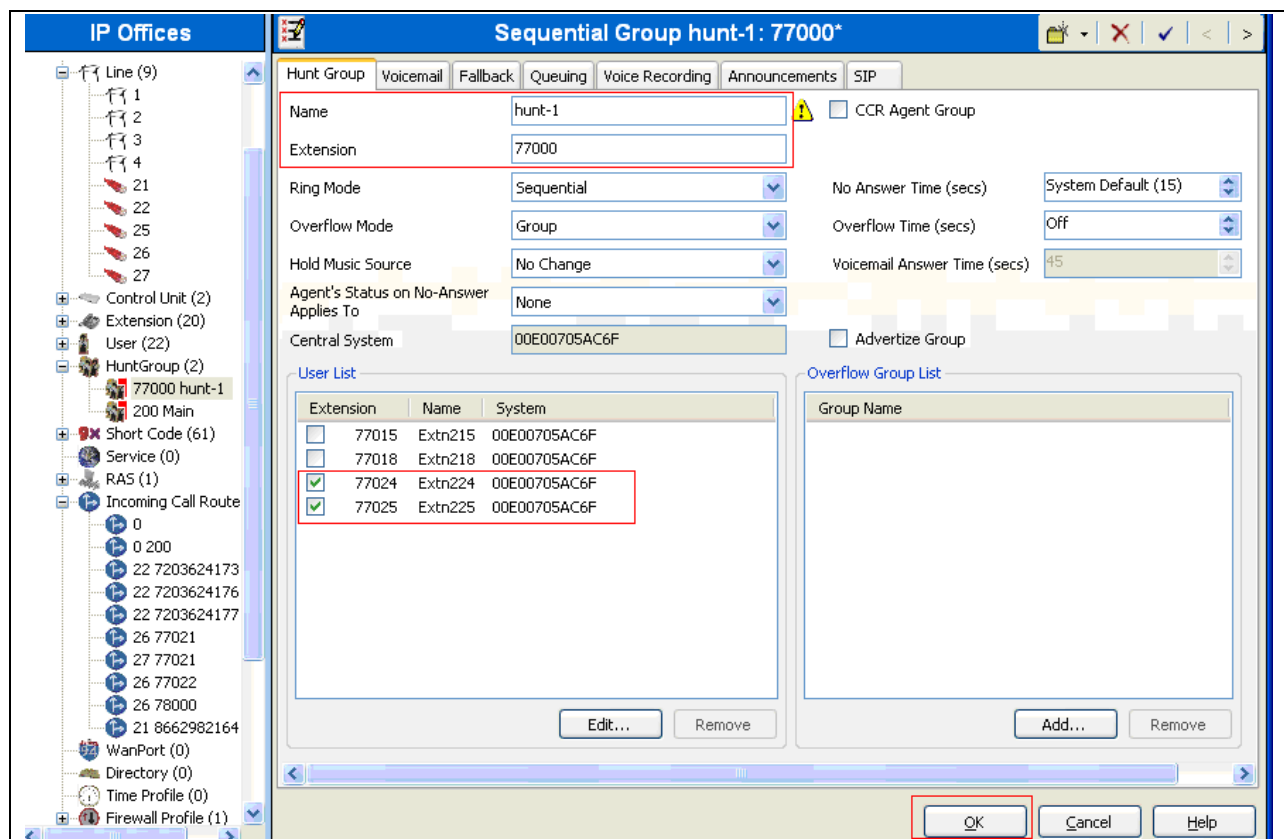 IP Offices
Line (9)
1
2
3
4
21
22
25
26
27
Control Unit (2)
Extension (20)
User (22)
HuntGroup (2)
77000 hunt-1
200 Main
Short Code (61)
Service (0)
RAS (1)
Incoming Call Route
0
0 200
22 7203624173
22 7203624176
22 7203624177
26 77021
27 77021
26 77022
26 78000
21 8662982164
WanPort (0)
Directory (0)
Time Profile (0)
Firewall Profile (1)
Sequential Group hunt-1: 77000*
Hunt Group Voicemail Fallback Queuing Voice Recording Announcements SIP
Name hunt-1 CCR Agent Group
Extension 77000
Ring Mode Sequential No Answer Time (secs) System Default (15)
Overflow Mode Group Overflow Time (secs) Off
Hold Music Source No Change Voicemail Answer Time (secs) 45
Agent's Status on No-Answer
Applies To None
Central System 00E00705AC6F Advertize Group
User List
Extension Name System
77015 Extn215 00E00705AC6F
77018 Extn218 00E00705AC6F
77024 Extn224 00E00705AC6F
77025 Extn225 00E00705AC6F
Edit... Remove
Overflow Group List
Group Name
Add... Remove
OK Cancel Help